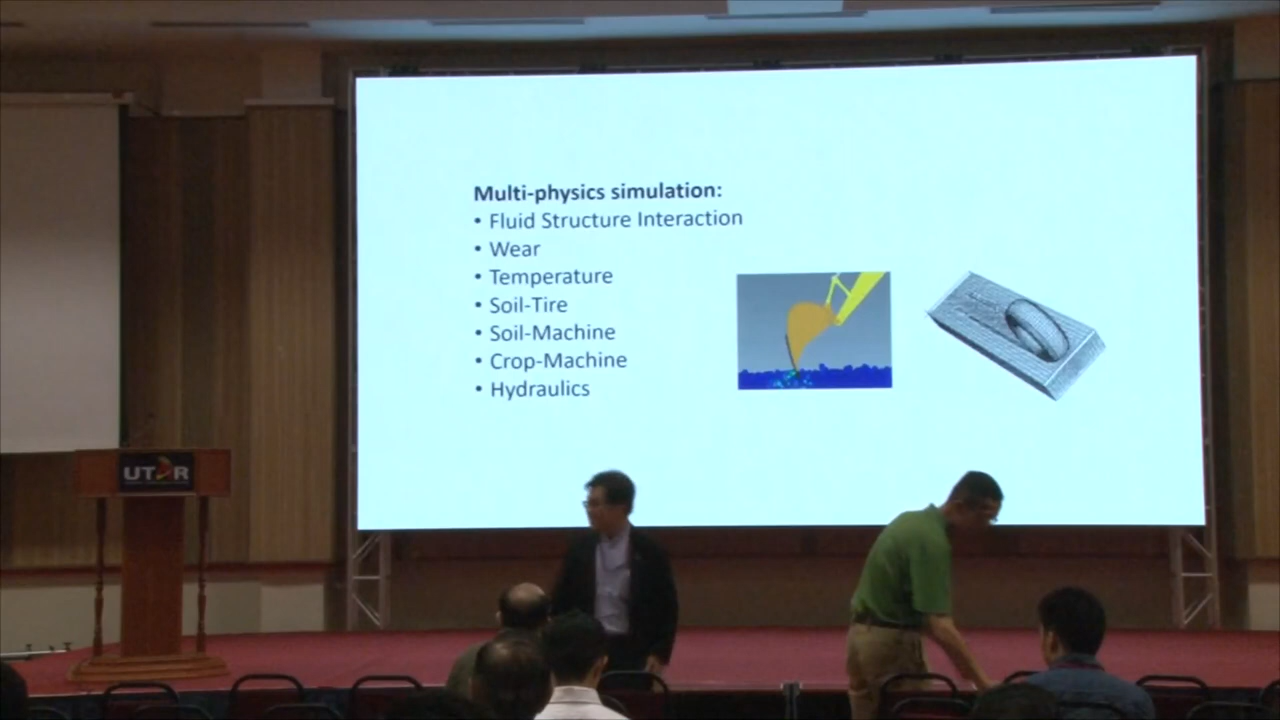 Multi-physics simulation:
• Fluid Structure Interaction
• Wear
• Temperature
• Soil-Tire
• Soil-Machine
• Crop-Machine
• Hydraulics
UTAR